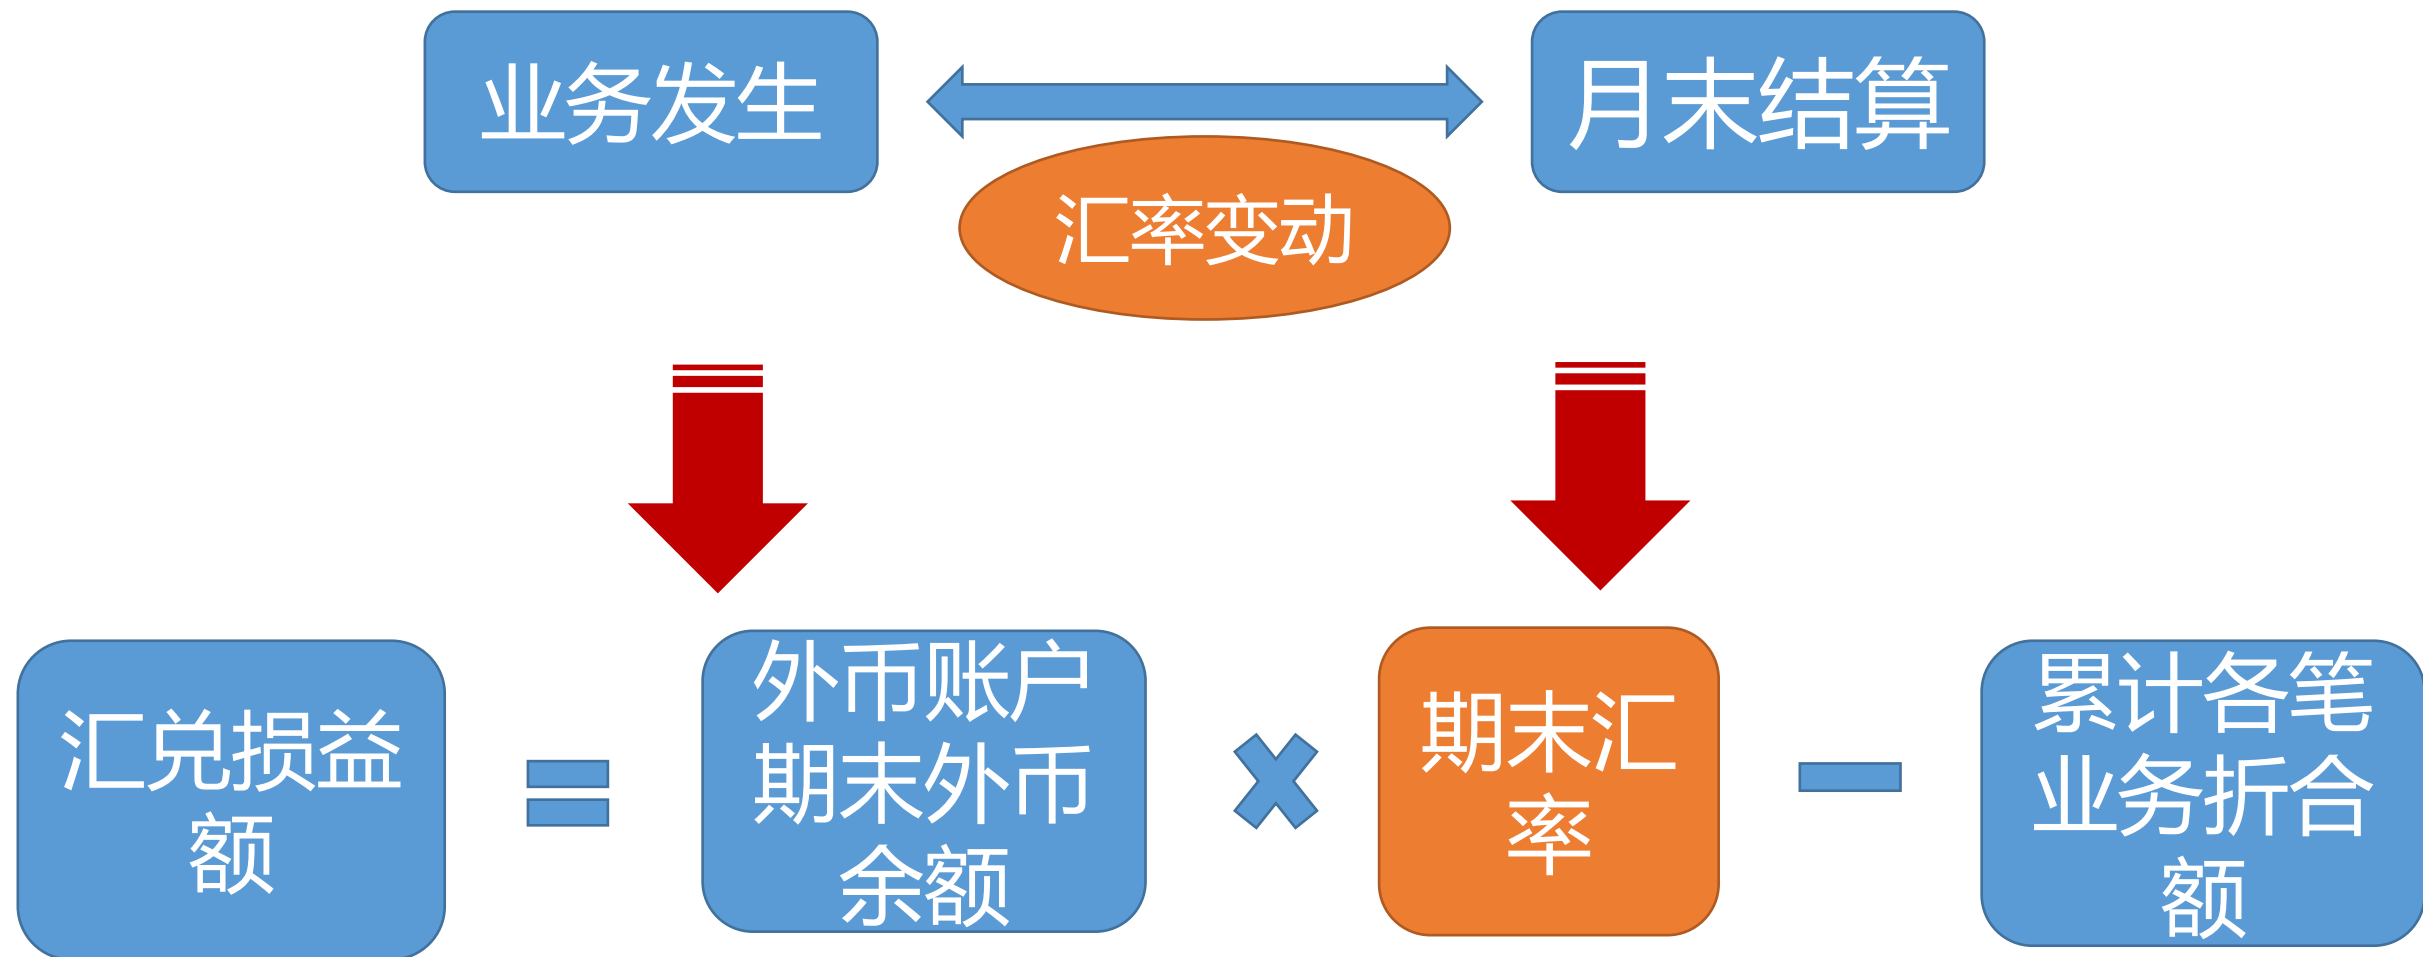 业务发生
月末结算
汇率变动
汇兑损益
额
外币账户
期末外币
余额
期末汇
率
累计各笔
业务折合
额